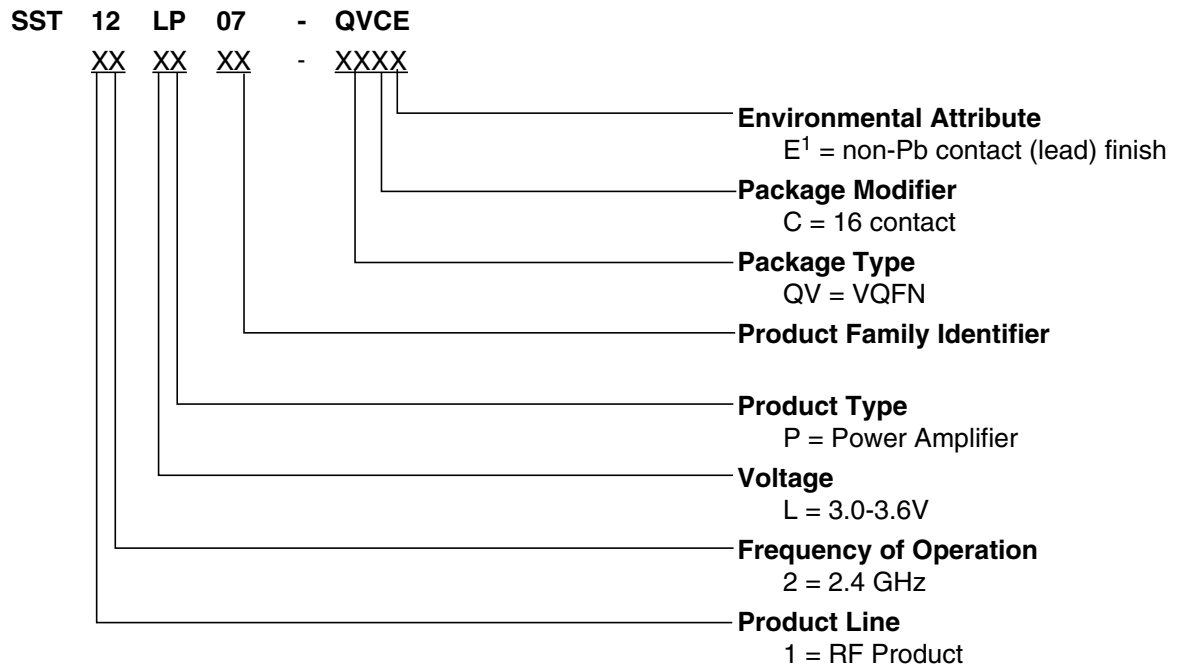 SST 12 LP 07 - QVCE
XX XX XX - XXXX
Environmental Attribute
E1 = non-Pb contact (lead) finish
Package Modifier
C = 16 contact
Package Type
QV = VQFN
Product Family Identifier
Product Type
P = Power Amplifier
Voltage
L = 3.0-3.6V
Frequency of Operation
2 = 2.4 GHz
Product Line
1 = RF Product